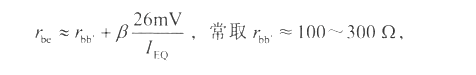 r_be ≈ r_bb' + β 26mV / I_EQ , 常取 r_bb' ≈ 100~300 Ω ,